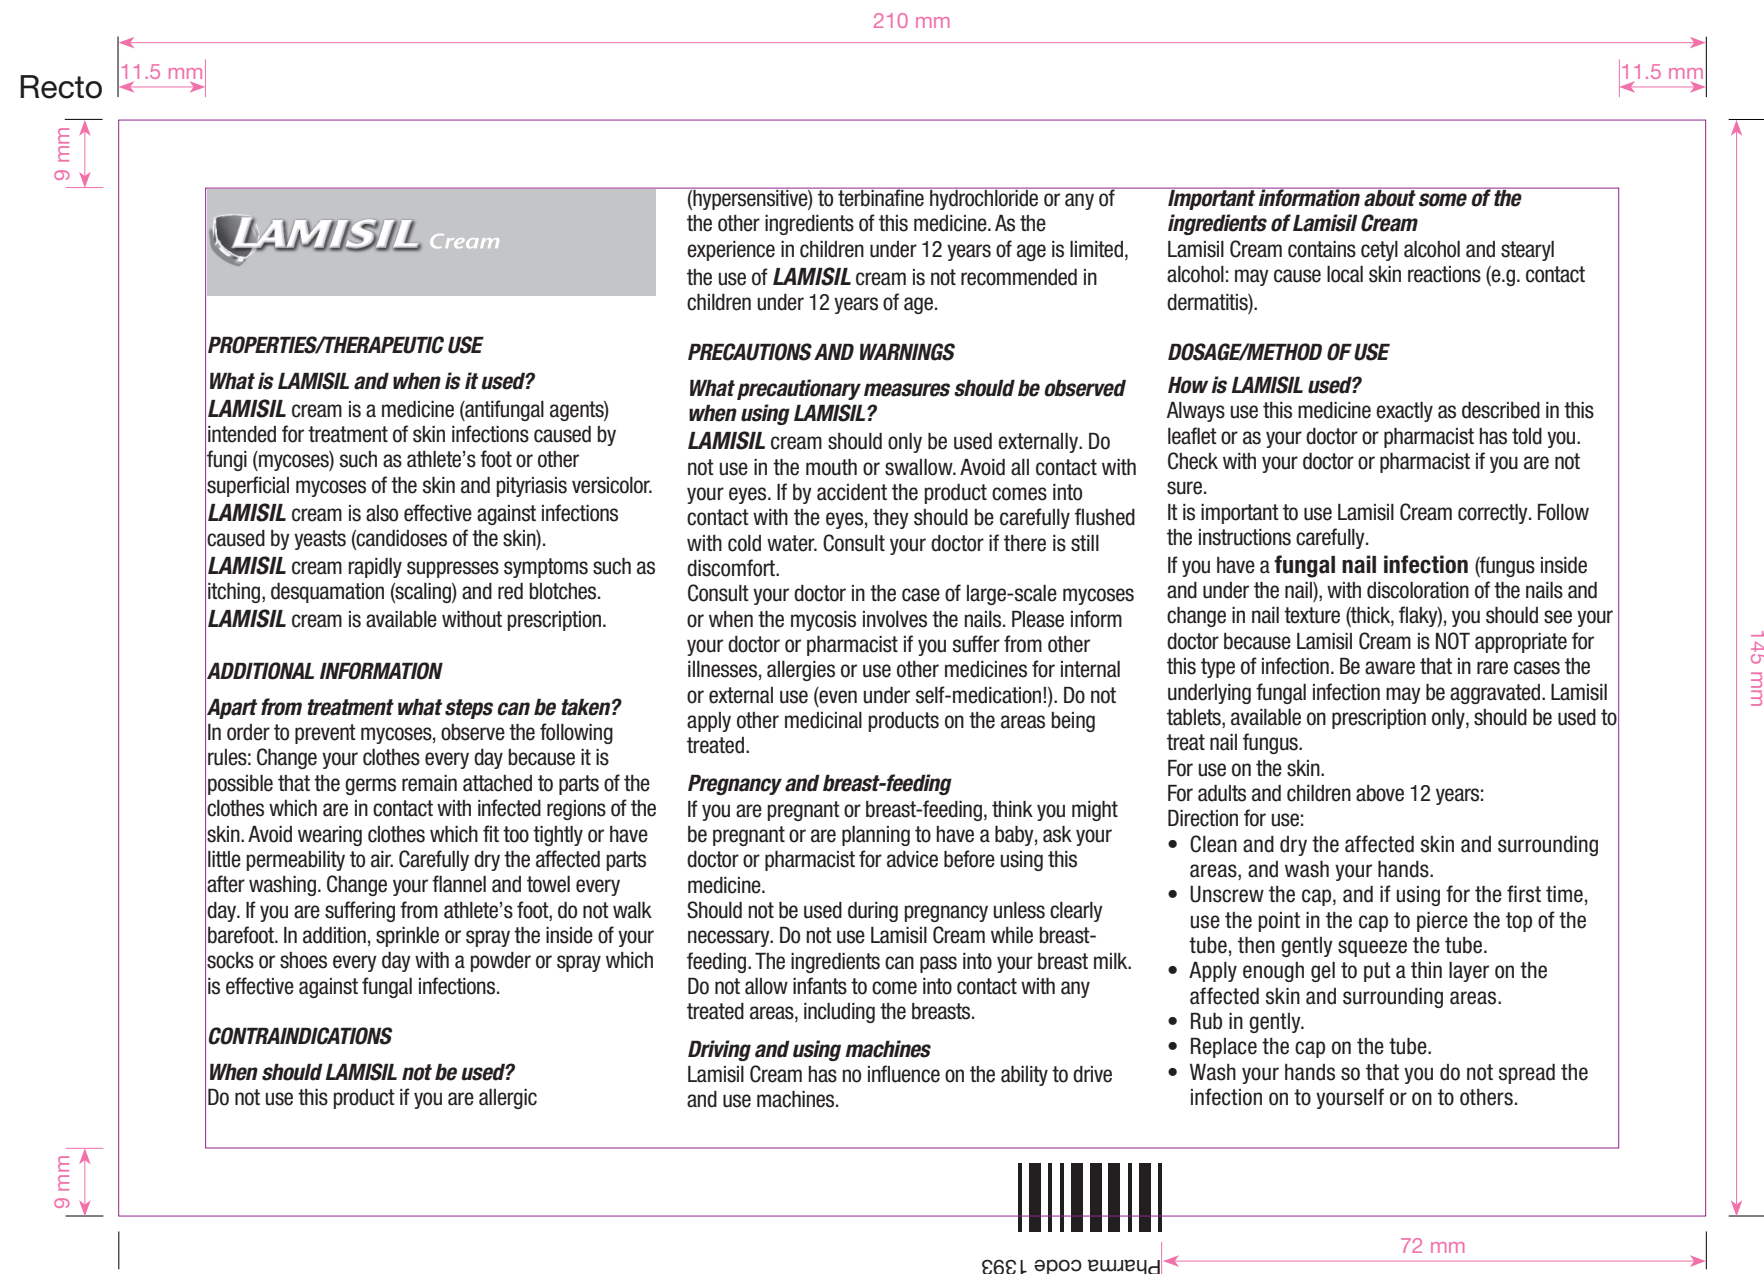 210 mm
11.5 mm
11.5 mm
Recto
9 mm
LAMISIL Cream
PROPERTIES/THERAPEUTIC USE
What is LAMISIL and when is it used?
LAMISIL cream is a medicine (antifungal agents)
intended for treatment of skin infections caused by
fungi (mycoses) such as athlete’s foot or other
superficial mycoses of the skin and pityriasis versicolor.
LAMISIL cream is also effective against infections
caused by yeasts (candidoses of the skin).
LAMISIL cream rapidly suppresses symptoms such as
itching, desquamation (scaling) and red blotches.
LAMISIL cream is available without prescription.
ADDITIONAL INFORMATION
Apart from treatment what steps can be taken?
In order to prevent mycoses, observe the following
rules: Change your clothes every day because it is
possible that the germs remain attached to parts of the
clothes which are in contact with infected regions of the
skin. Avoid wearing clothes which fit too tightly or have
little permeability to air. Carefully dry the affected parts
after washing. Change your flannel and towel every
day. If you are suffering from athlete’s foot, do not walk
barefoot. In addition, sprinkle or spray the inside of your
socks or shoes every day with a powder or spray which
is effective against fungal infections.
CONTRAINDICATIONS
When should LAMISIL not be used?
Do not use this product if you are allergic
(hypersensitive) to terbinafine hydrochloride or any of
the other ingredients of this medicine. As the
experience in children under 12 years of age is limited,
the use of LAMISIL cream is not recommended in
children under 12 years of age.
PRECAUTIONS AND WARNINGS
What precautionary measures should be observed
when using LAMISIL?
LAMISIL cream should only be used externally. Do
not use in the mouth or swallow. Avoid all contact with
your eyes. If by accident the product comes into
contact with the eyes, they should be carefully flushed
with cold water. Consult your doctor if there is still
discomfort.
Consult your doctor in the case of large-scale mycoses
or when the mycosis involves the nails. Please inform
your doctor or pharmacist if you suffer from other
illnesses, allergies or use other medicines for internal
or external use (even under self-medication!). Do not
apply other medicinal products on the areas being
treated.
Pregnancy and breast-feeding
If you are pregnant or breast-feeding, think you might
be pregnant or are planning to have a baby, ask your
doctor or pharmacist for advice before using this
medicine.
Should not be used during pregnancy unless clearly
necessary. Do not use Lamisil Cream while breast-
feeding. The ingredients can pass into your breast milk.
Do not allow infants to come into contact with any
treated areas, including the breasts.
Driving and using machines
Lamisil Cream has no influence on the ability to drive
and use machines.
Important information about some of the
ingredients of Lamisil Cream
Lamisil Cream contains cetyl alcohol and stearyl
alcohol: may cause local skin reactions (e.g. contact
dermatitis).
DOSAGE/METHOD OF USE
How is LAMISIL used?
Always use this medicine exactly as described in this
leaflet or as your doctor or pharmacist has told you.
Check with your doctor or pharmacist if you are not
sure.
It is important to use Lamisil Cream correctly. Follow
the instructions carefully.
If you have a fungal nail infection (fungus inside
and under the nail), with discoloration of the nails and
change in nail texture (thick, flaky), you should see your
doctor because Lamisil Cream is NOT appropriate for
this type of infection. Be aware that in rare cases the
underlying fungal infection may be aggravated. Lamisil
tablets, available on prescription only, should be used to
treat nail fungus.
For use on the skin.
For adults and children above 12 years:
Direction for use:
• Clean and dry the affected skin and surrounding
areas, and wash your hands.
• Unscrew the cap, and if using for the first time,
use the point in the cap to pierce the top of the
tube, then gently squeeze the tube.
• Apply enough gel to put a thin layer on the
affected skin and surrounding areas.
• Rub in gently.
• Replace the cap on the tube.
• Wash your hands so that you do not spread the
infection on to yourself or on to others.
145 mm
9 mm
72 mm
Pharma code 1393